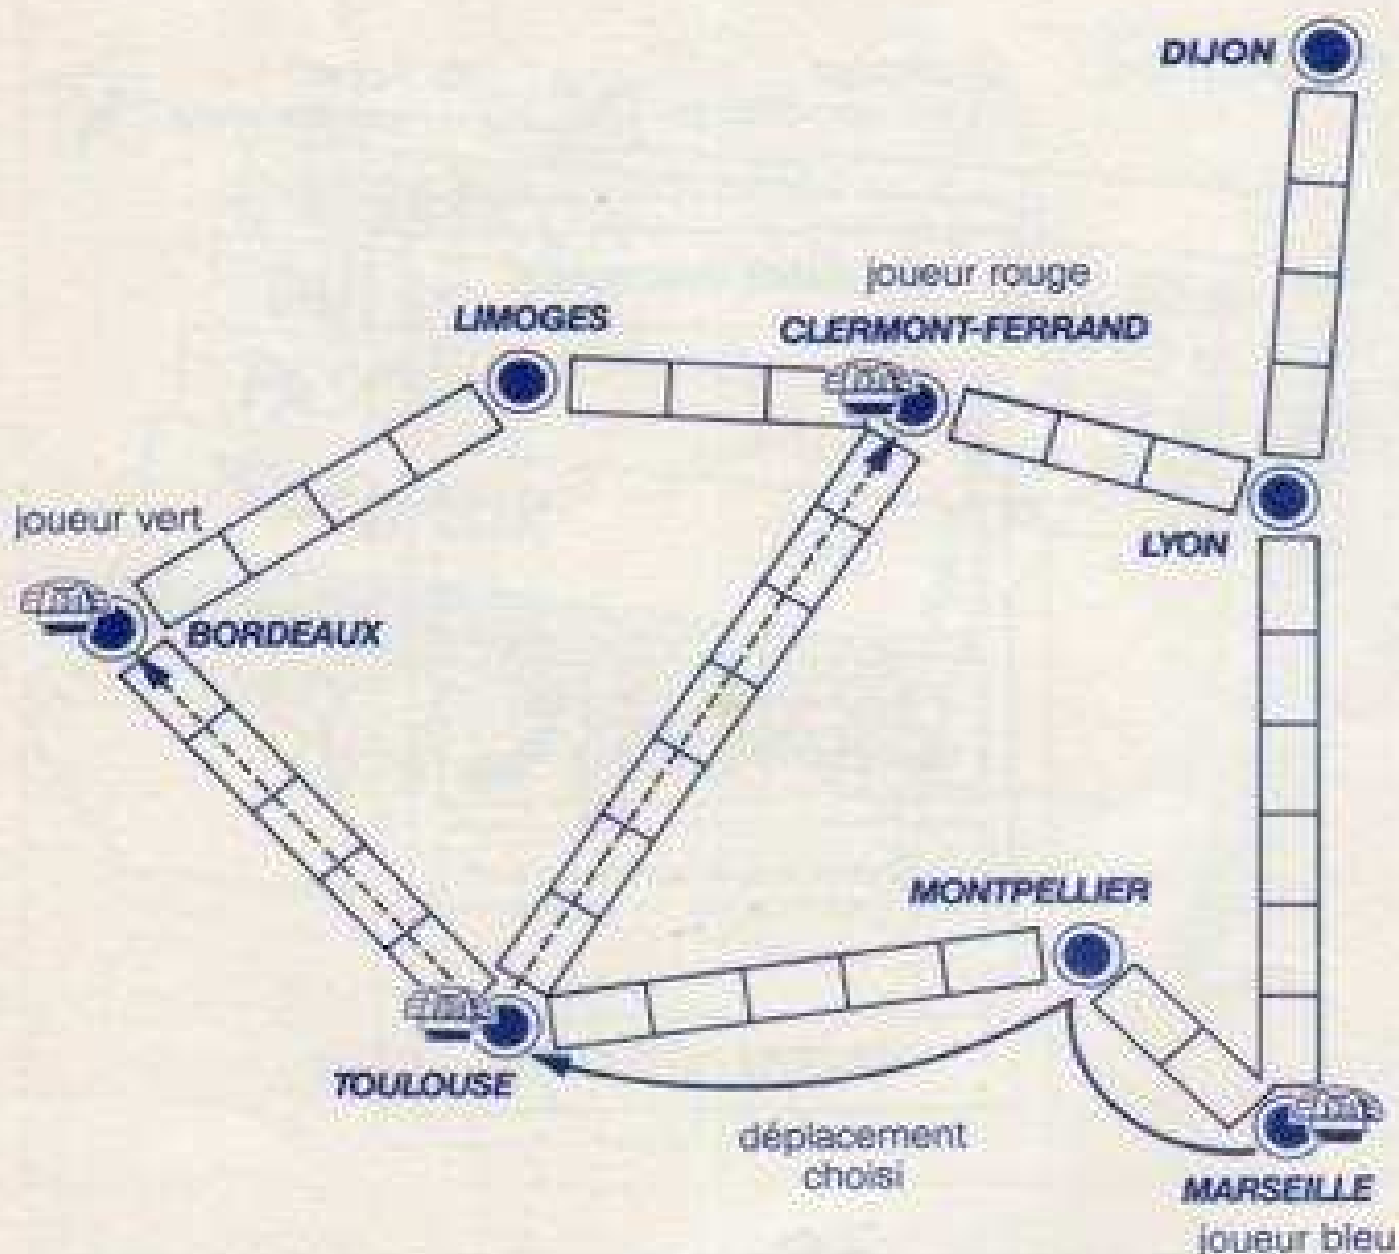 DIJON
joueur rouge
LIMOGES
CLERMONT-FERRAND
joueur vert
LYON
BORDEAUX
MONTPELLIER
TOULOUSE
déplacement
choisi
MARSEILLE
joueur bleu